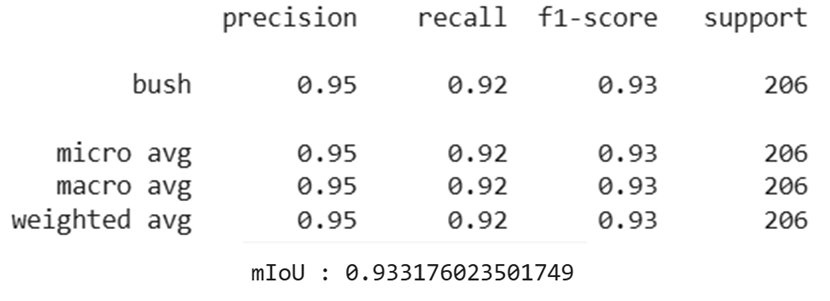 precision recall f1-score support
bush 0.95 0.92 0.93 206
micro avg 0.95 0.92 0.93 206
macro avg 0.95 0.92 0.93 206
weighted avg 0.95 0.92 0.93 206
mIoU : 0.933176023501749